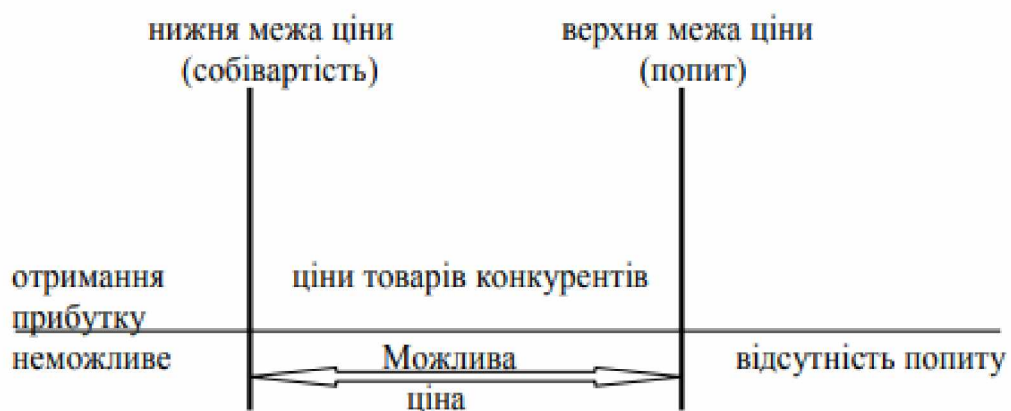 нижня межа ціни
(собівартість)
верхня межа ціни
(попит)
отримання
прибутку
неможливе
ціни товарів конкурентів
Можлива
ціна
відсутність попиту